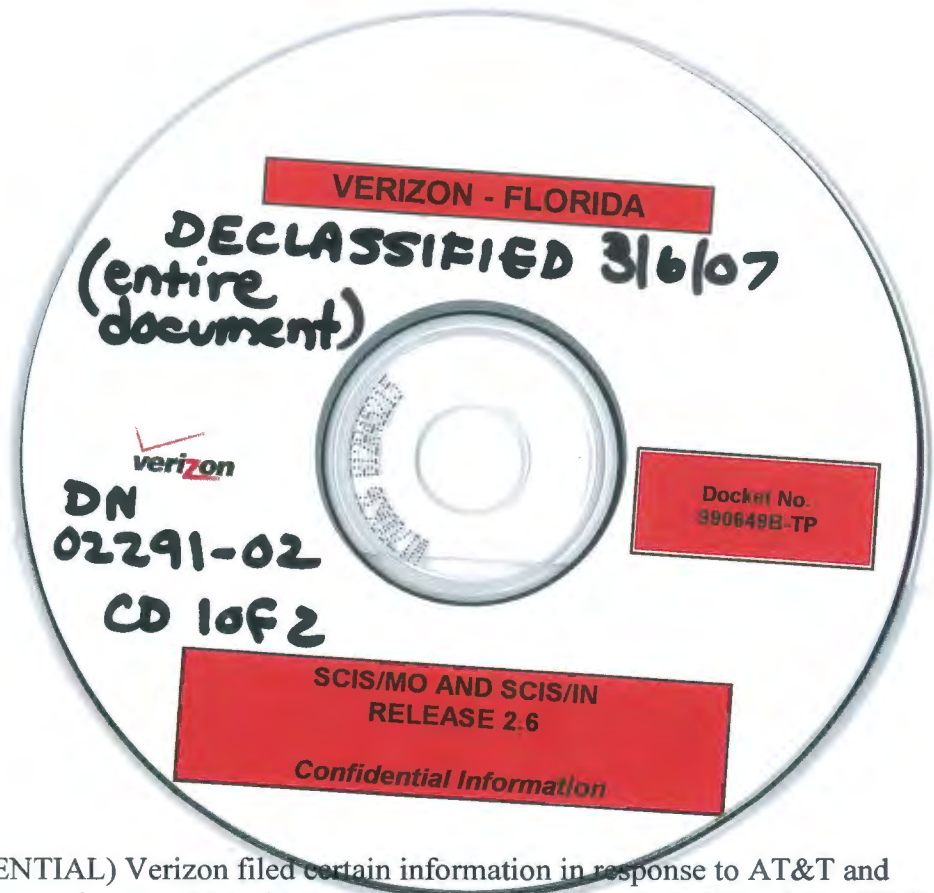 VERIZON - FLORIDA
DECLASSIFIED 3/6/07
(entire
document)
verizon
DN
02291-02
CD 1 OF 2
Docket No.
990649B-TP
SCIS/MO AND SCIS/IN
RELEASE 2.6
Confidential Information
ENTIAL) Verizon filed certain information in response to AT&T and